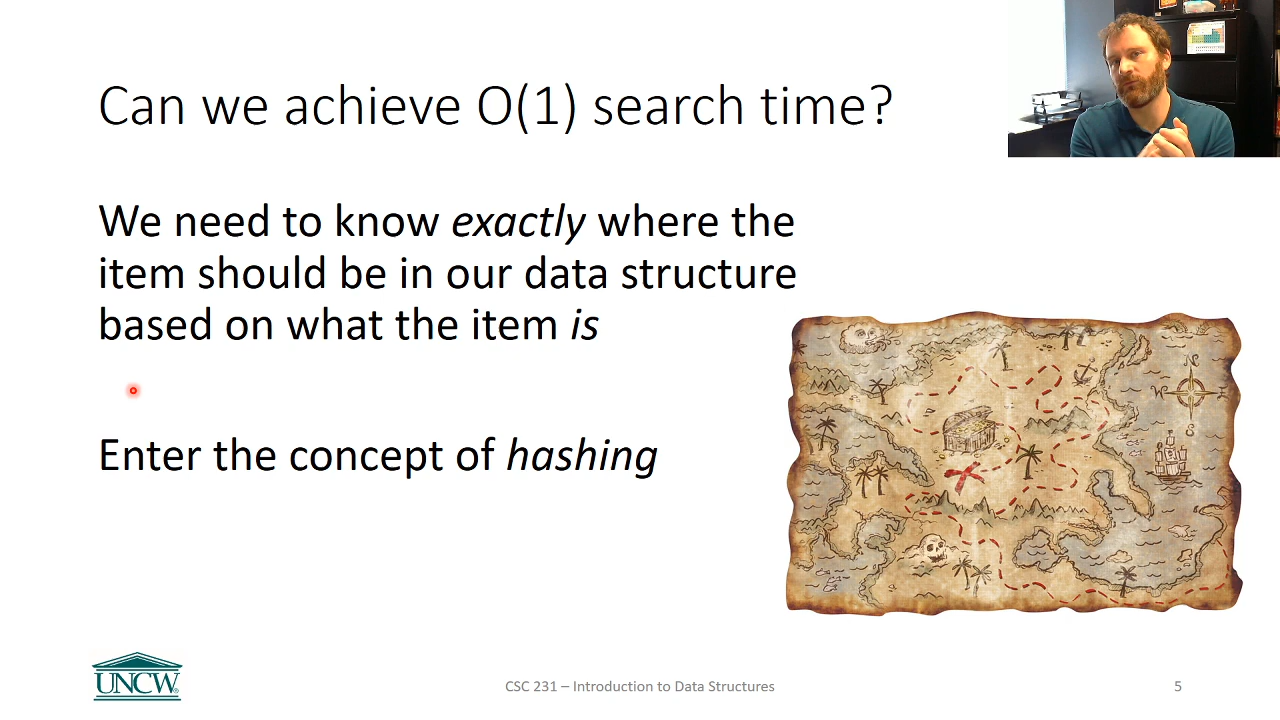 Can we achieve O(1) search time?
We need to know exactly where the
item should be in our data structure
based on what the item is
Enter the concept of hashing
N
W
S
UNCW
CSC 231 – Introduction to Data Structures
5